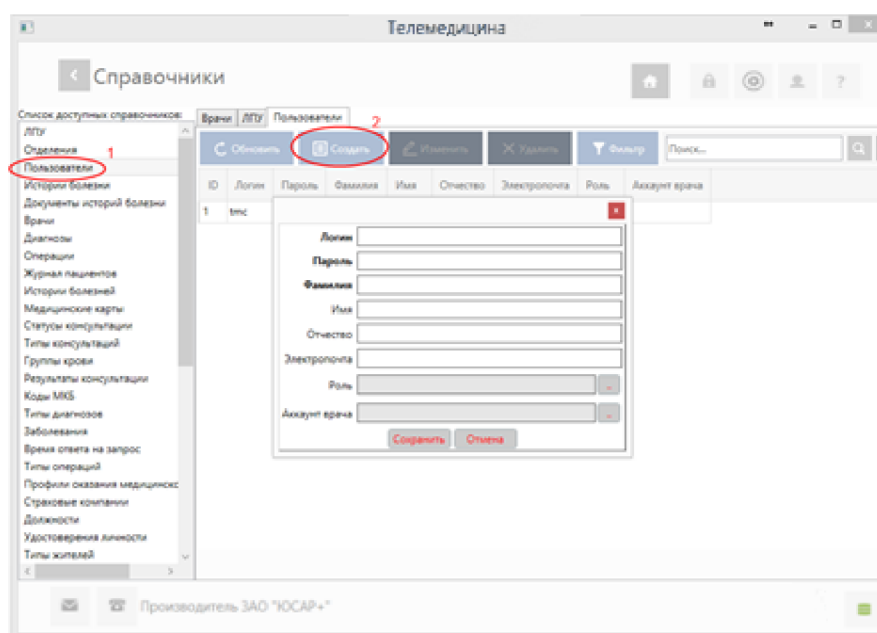 Телемедицина
Справочники
Список доступных справочников:
ЛПУ
Отделения
1
Пользователи
Истории болезни
Документы историй болезни
Врачи
Диагнозы
Операции
Журнал пациентов
Истории болезней
Медицинские карты
Статусы консультации
Типы консультаций
Группы крови
Результаты консультации
Коды МКБ
Типы диагнозов
Заболевания
Время ответа на запрос
Типы операций
Профили оказания медицинскс
Страховые компании
Должности
Удостоверения личности
Типы жителей
Врачи ЛПУ Пользователи
2
Обновить Создать Изменить Удалить Фильтр Поиск...
ID Логин Пароль Фамилия Имя Отчество Электропочта Роль Аккаунт врача
1 tmc
Логин
Пароль
Фамилия
Имя
Отчество
Электропочта
Роль ..
Аккаунт врача ..
Сохранить Отмена
Производитель ЗАО "ЮСАР+"